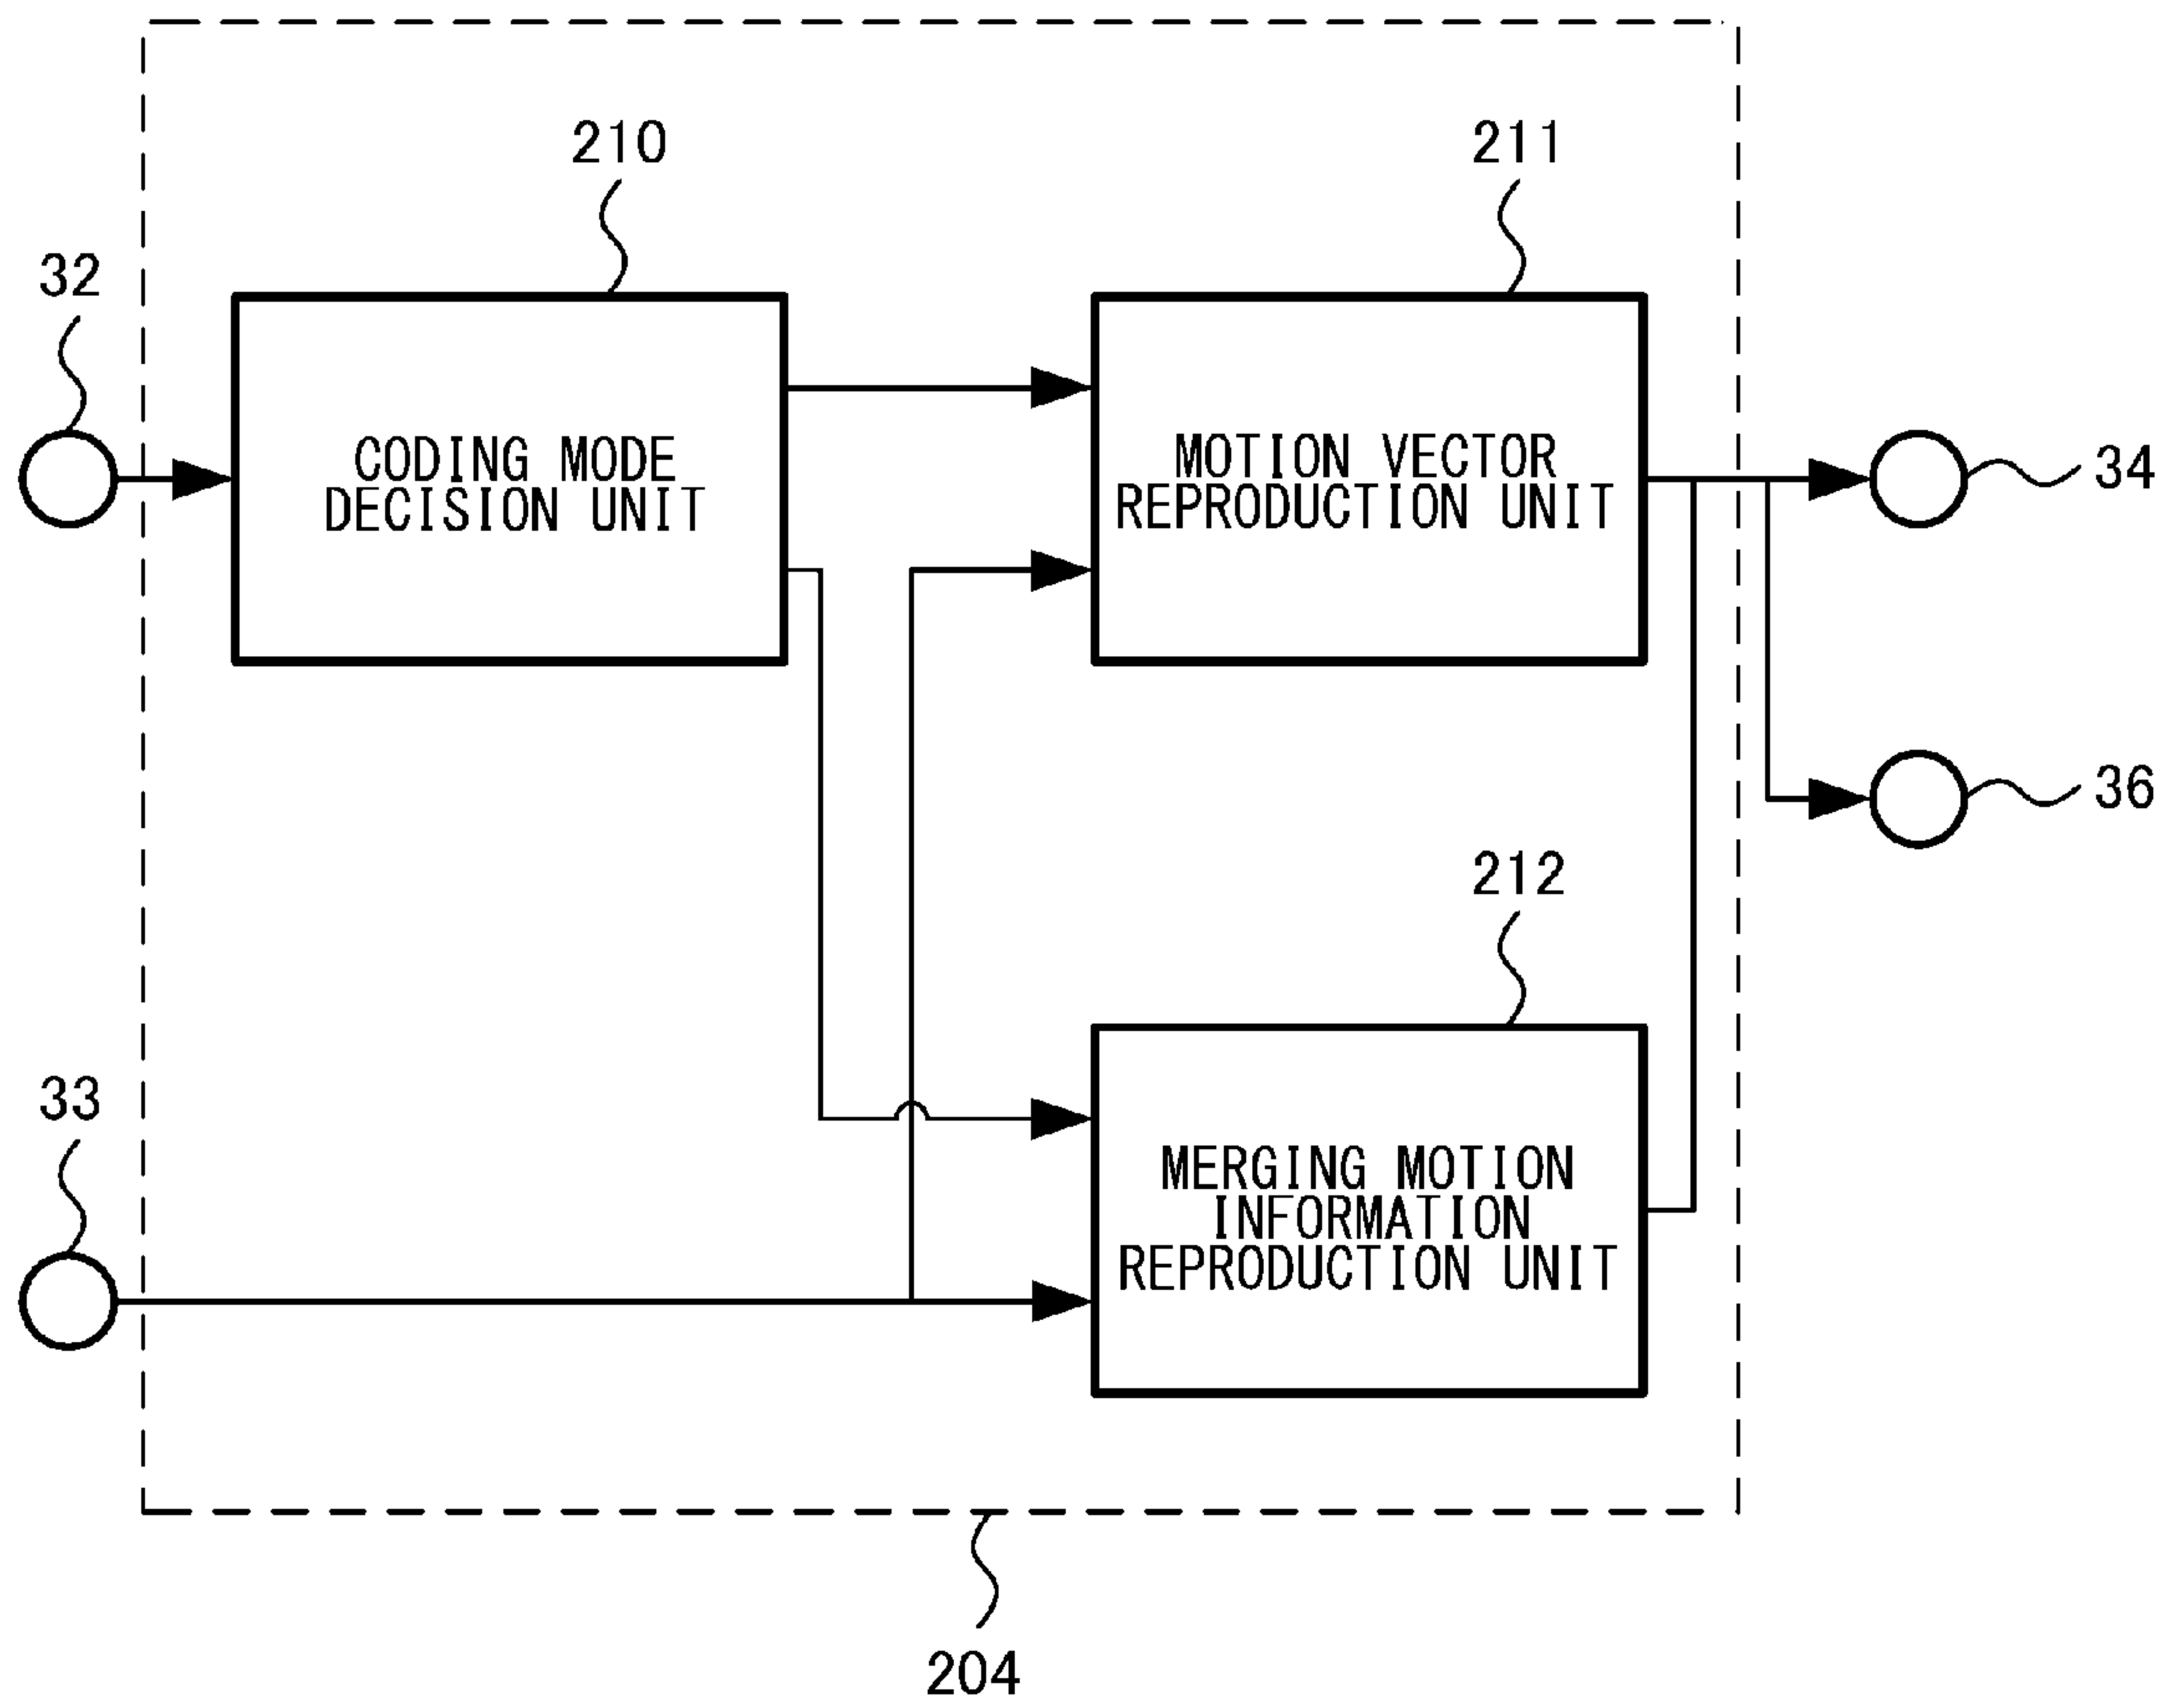 210
211
32
CODING MODE
DECISION UNIT
MOTION VECTOR
REPRODUCTION UNIT
34
36
212
33
MERGING MOTION
INFORMATION
REPRODUCTION UNIT
204